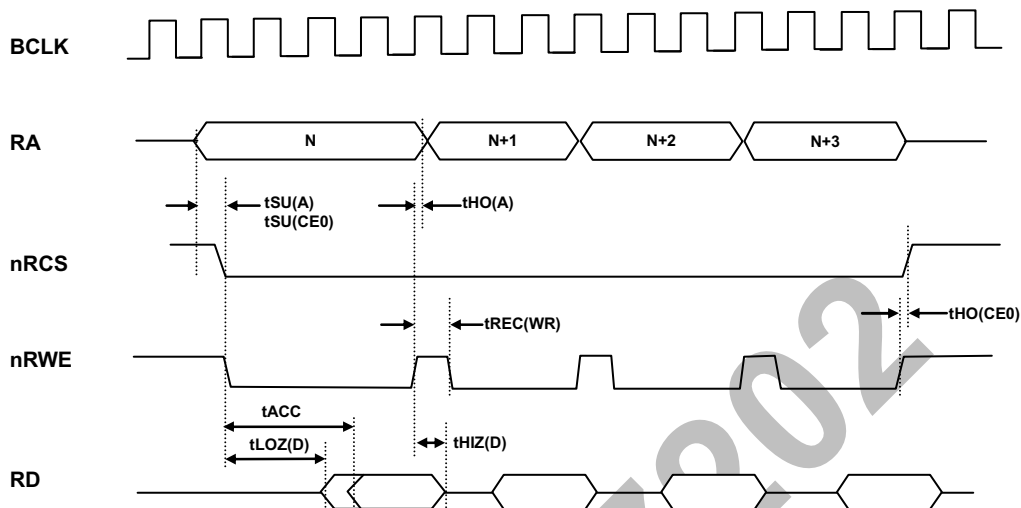 BCLK
RA
N
N+1
N+2
N+3
tSU(A)
tSU(CE0)
tHO(A)
nRCS
tREC(WR)
tHO(CE0)
nRWE
tACC
tLOZ(D)
tHIZ(D)
RD
202